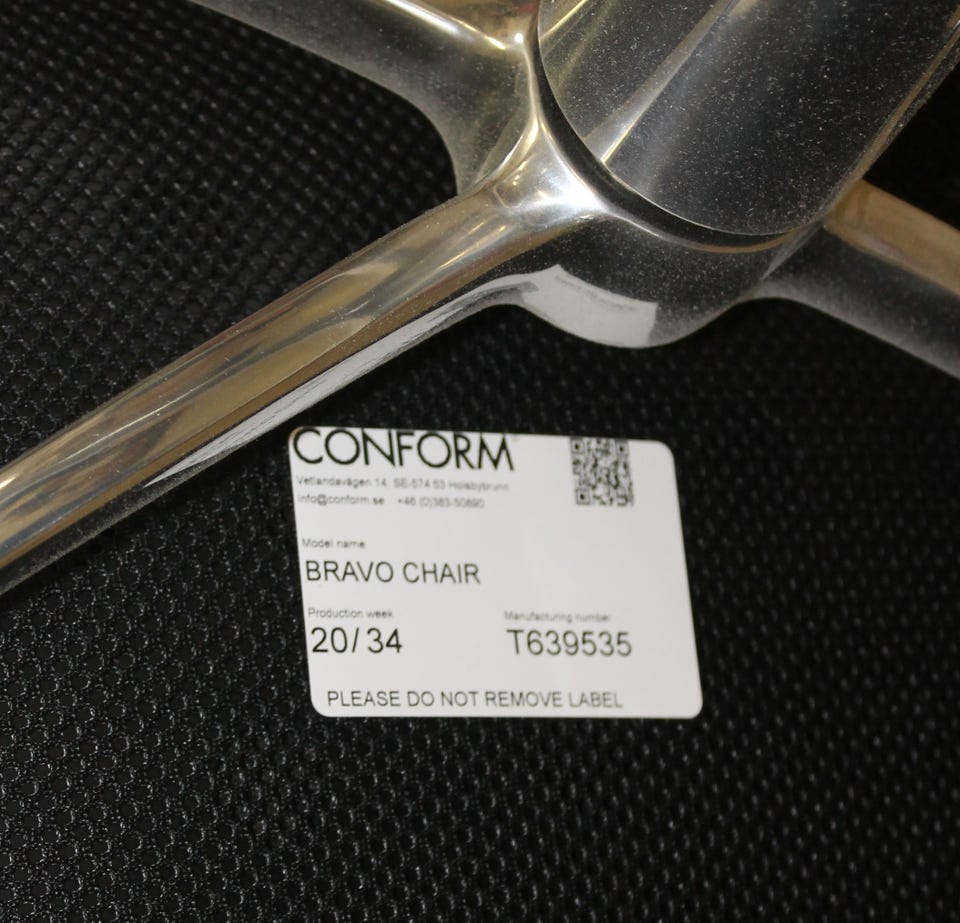 CONFORM
Vetlandavägen 14, SE-574 53 Holsbybrunn
info@conform.se +46 (0)383-50890
Model name
BRAVO CHAIR
Production week
20/34
Manufacturing number
T639535
PLEASE DO NOT REMOVE LABEL